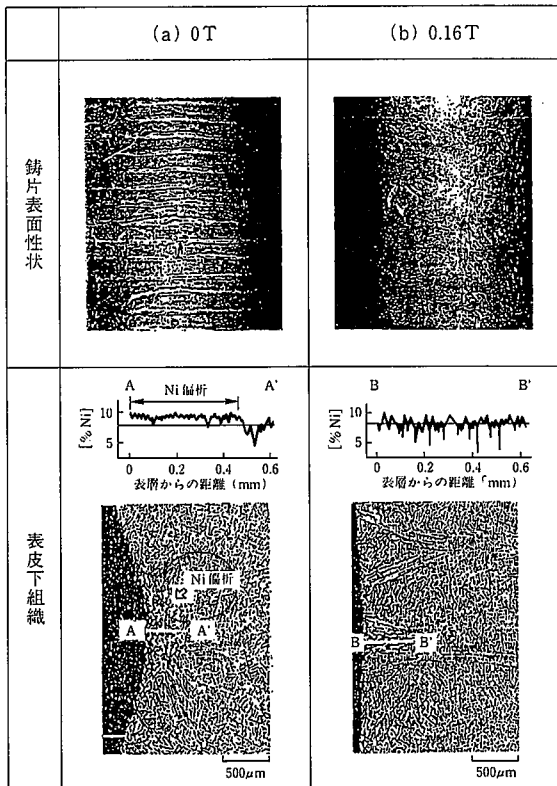 (a) 0T
(b) 0.16T
鋳片表面性状
表皮下組織
A A'
Ni偏析
[%Ni]
10
5
0 0.2 0.4 0.6
表層からの距離(mm)
Ni偏析
A A'
500μm
B B'
[%Ni]
10
5
0 0.2 0.4 0.6
表層からの距離「mm)
B B'
500μm